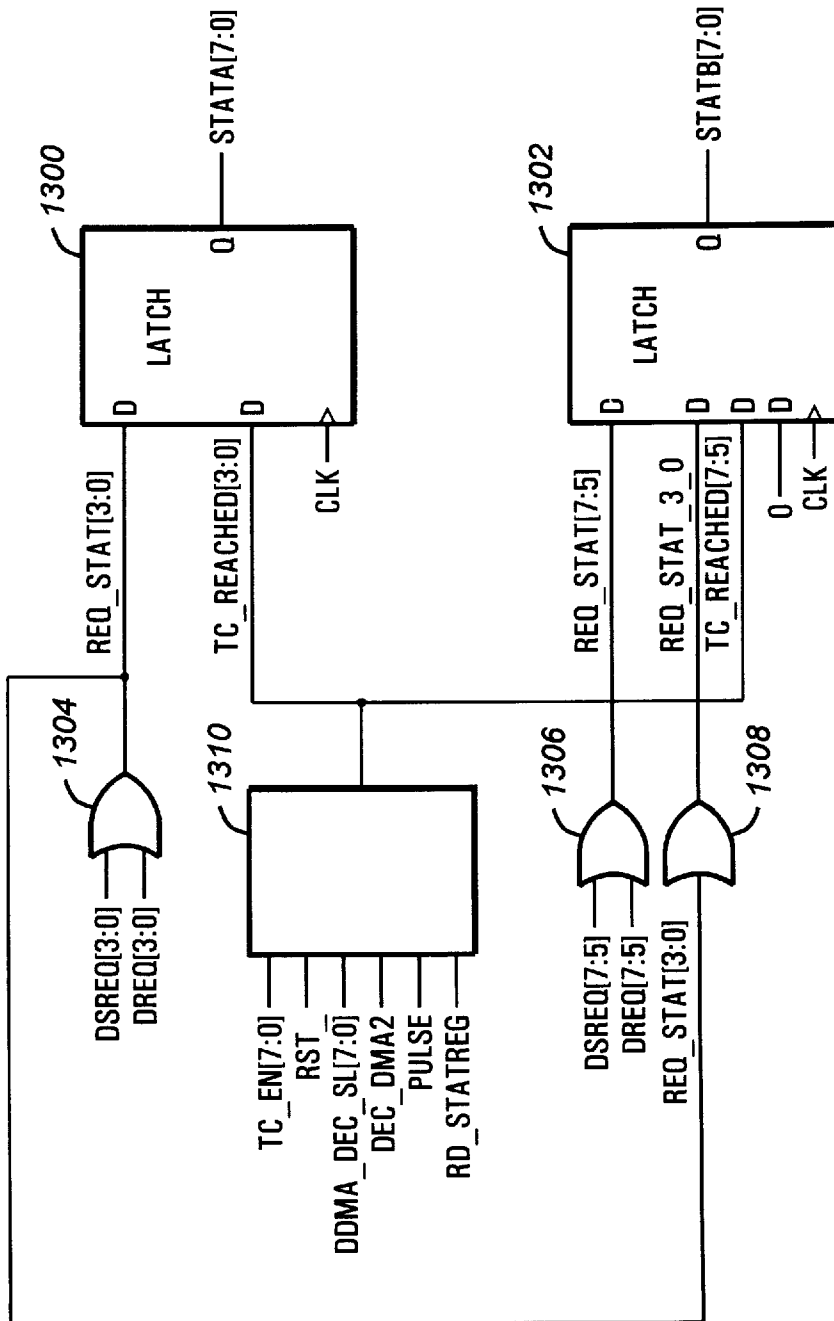 1300
LATCH
D
D
Q
REQ_STAT[3:0]
TC_REACHED[3:0]
CLK
STATA[7:0]
1304
DSREQ[3:0]
DREQ[3:0]
1310
TC_EN[7:0]
RST_
DDMA_DEC_SL[7:0]
DEC_DMA2
PULSE
RD_STATREG
1302
LATCH
D
D
D
D
Q
REQ_STAT[7:5]
REQ_STAT_3_0
TC_REACHED[7:5]
0
CLK
STATB[7:0]
1306
DSREQ[7:5]
DREQ[7:5]
1308
REQ_STAT[3:0]